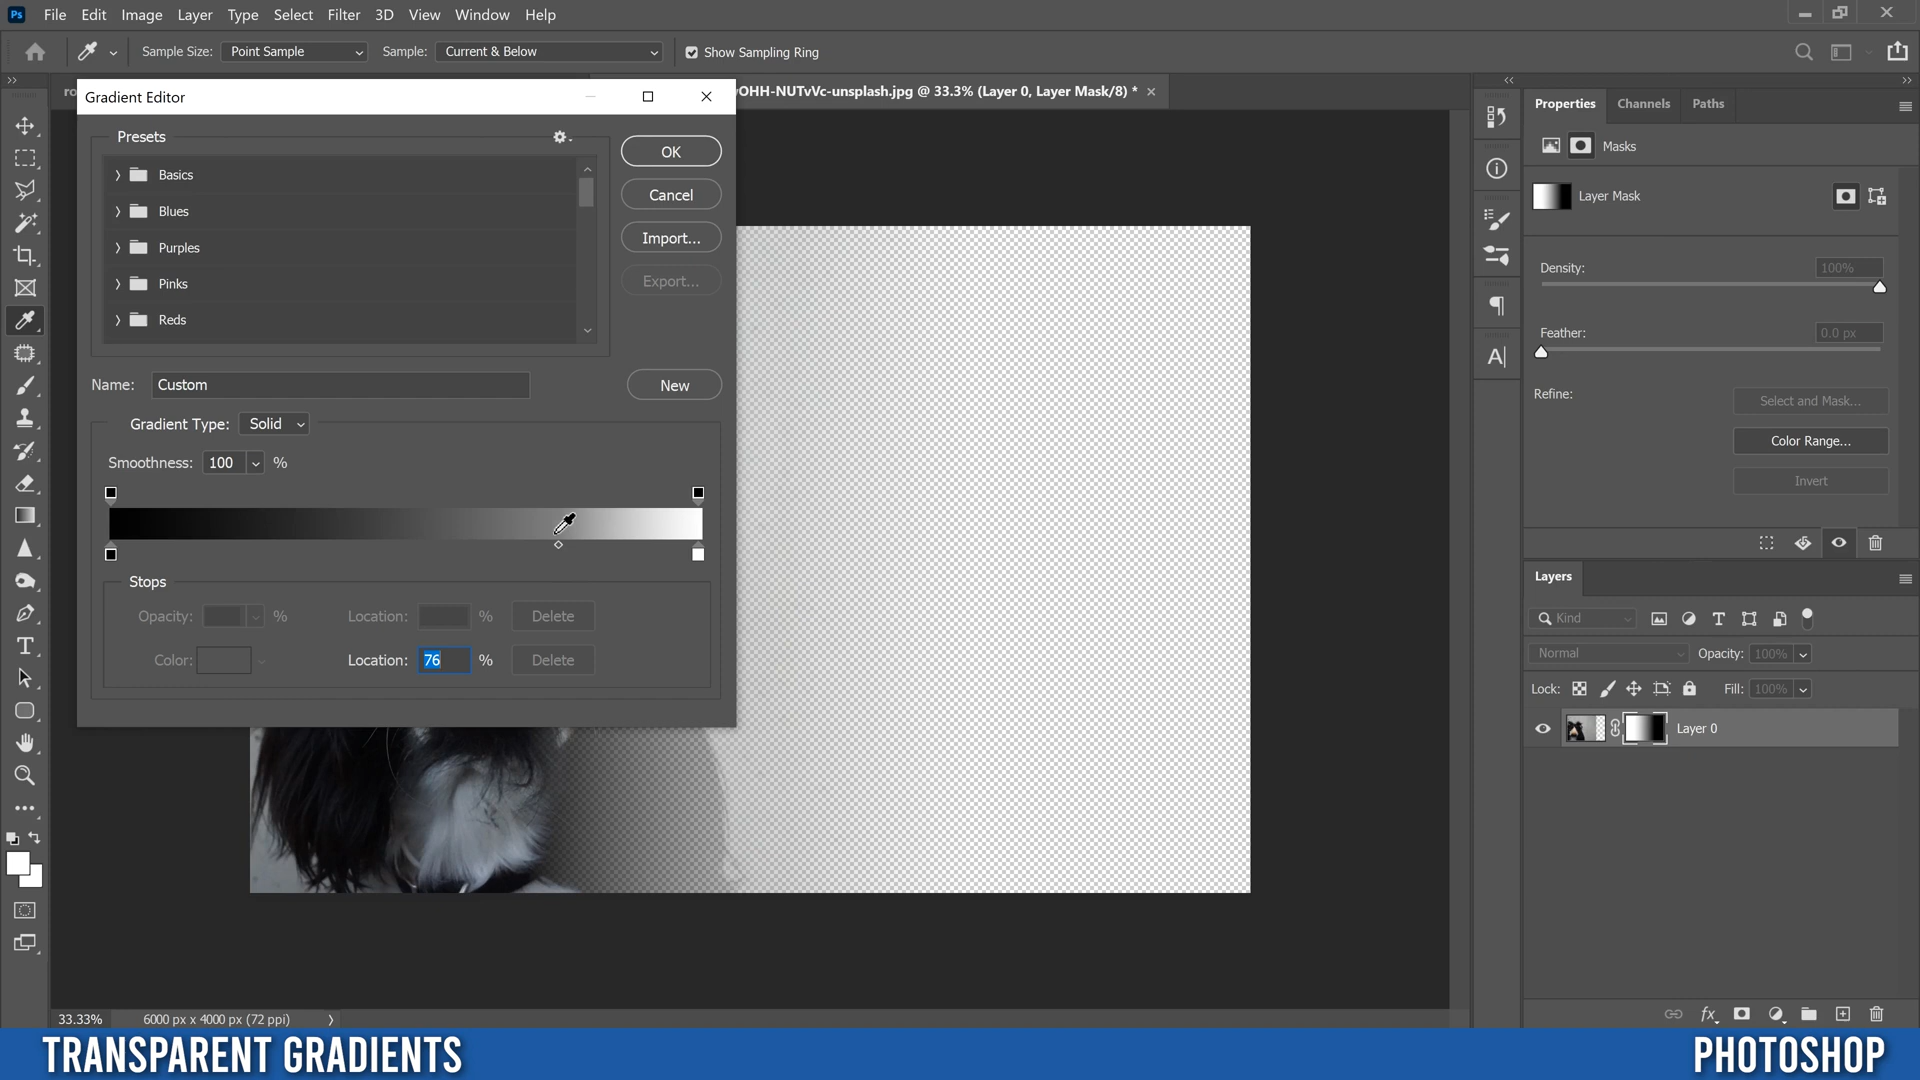 Ps File Edit Image Layer Type Select Filter 3D View Window Help
Sample Size: Point Sample Sample: Current & Below Show Sampling Ring
ro
OHH-NUTvVc-unsplash.jpg @ 33.3% (Layer 0, Layer Mask/8) *
Gradient Editor
Presets
Basics
Blues
Purples
Pinks
Reds
OK
Cancel
Import...
Export...
Name: Custom New
Gradient Type: Solid
Smoothness: 100 %
Stops
Opacity: % Location: % Delete
Color: Location: 76 % Delete
Properties Channels Paths
Masks
Layer Mask
Density: 100%
Feather: 0.0 px
Refine: Select and Mask...
Color Range...
Invert
Layers
Kind
Normal Opacity: 100%
Lock: Fill: 100%
Layer 0
fx
33.33% 6000 px x 4000 px (72 ppi)
TRANSPARENT GRADIENTS PHOTOSHOP